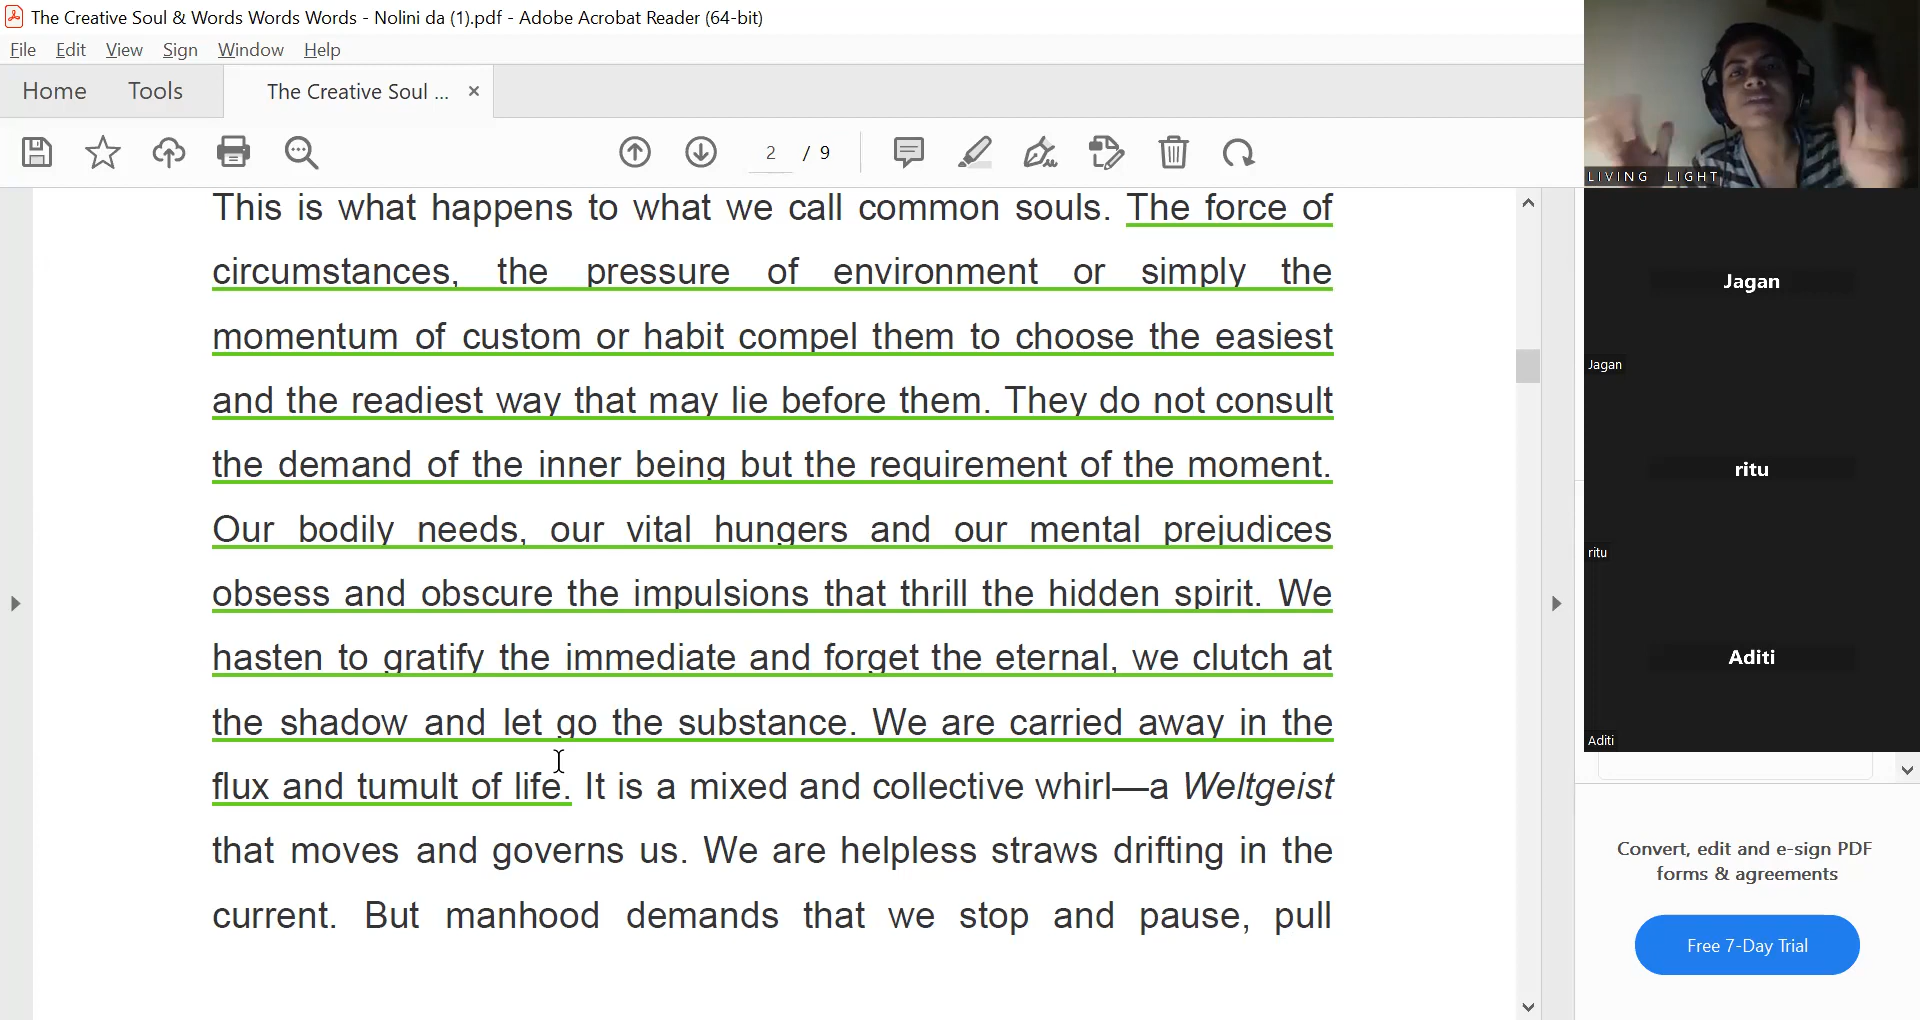 The Creative Soul & Words Words Words - Nolini da (1).pdf - Adobe Acrobat Reader (64-bit)
File Edit View Sign Window Help
Home Tools The Creative Soul ... ×
2 / 9
This is what happens to what we call common souls. The force of
circumstances, the pressure of environment or simply the
momentum of custom or habit compel them to choose the easiest
and the readiest way that may lie before them. They do not consult
the demand of the inner being but the requirement of the moment.
Our bodily needs, our vital hungers and our mental prejudices
obsess and obscure the impulsions that thrill the hidden spirit. We
hasten to gratify the immediate and forget the eternal, we clutch at
the shadow and let go the substance. We are carried away in the
flux and tumult of life. It is a mixed and collective whirl—a Weltgeist
that moves and governs us. We are helpless straws drifting in the
current. But manhood demands that we stop and pause, pull
LIVING LIGHT
Jagan
Jagan
ritu
ritu
Aditi
Aditi
Convert, edit and e-sign PDF
forms & agreements
Free 7-Day Trial